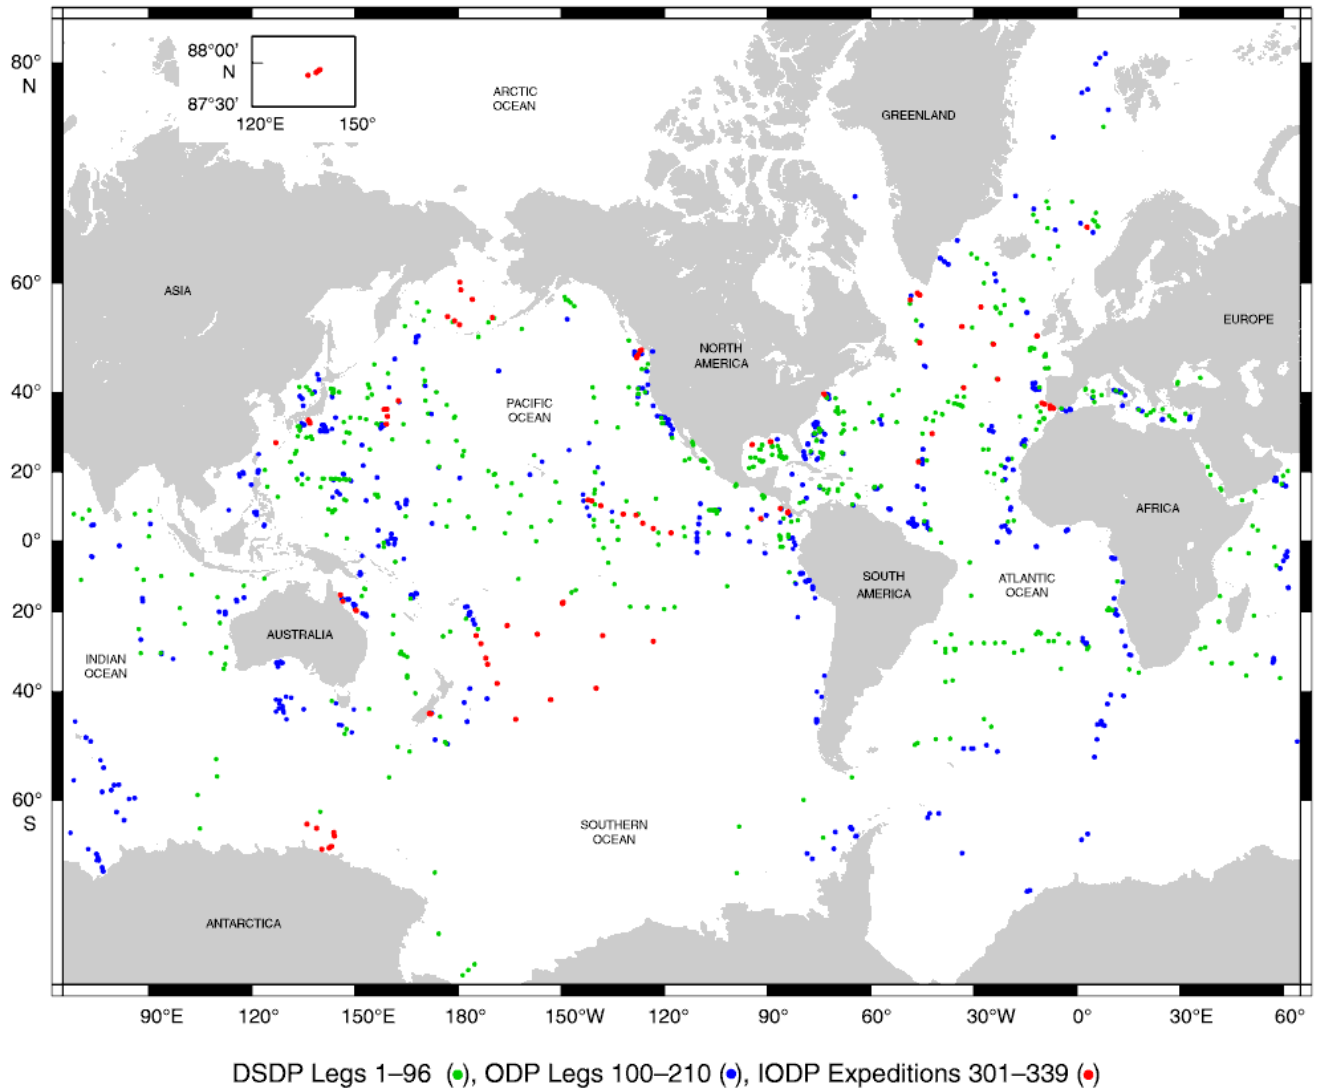 88°00'
N
87°30'
120°E
150°
80°
N
ARCTIC
OCEAN
GREENLAND
60°
ASIA
EUROPE
NORTH
AMERICA
40°
PACIFIC
OCEAN
20°
AFRICA
0°
SOUTH
AMERICA
ATLANTIC
OCEAN
20°
AUSTRALIA
INDIAN
OCEAN
40°
60°
S
SOUTHERN
OCEAN
ANTARCTICA
90°E 120° 150°E 180° 150°W 120° 90° 60° 30°W 0° 30°E 60°
DSDP Legs 1–96 (●), ODP Legs 100–210 (●), IODP Expeditions 301–339 (●)